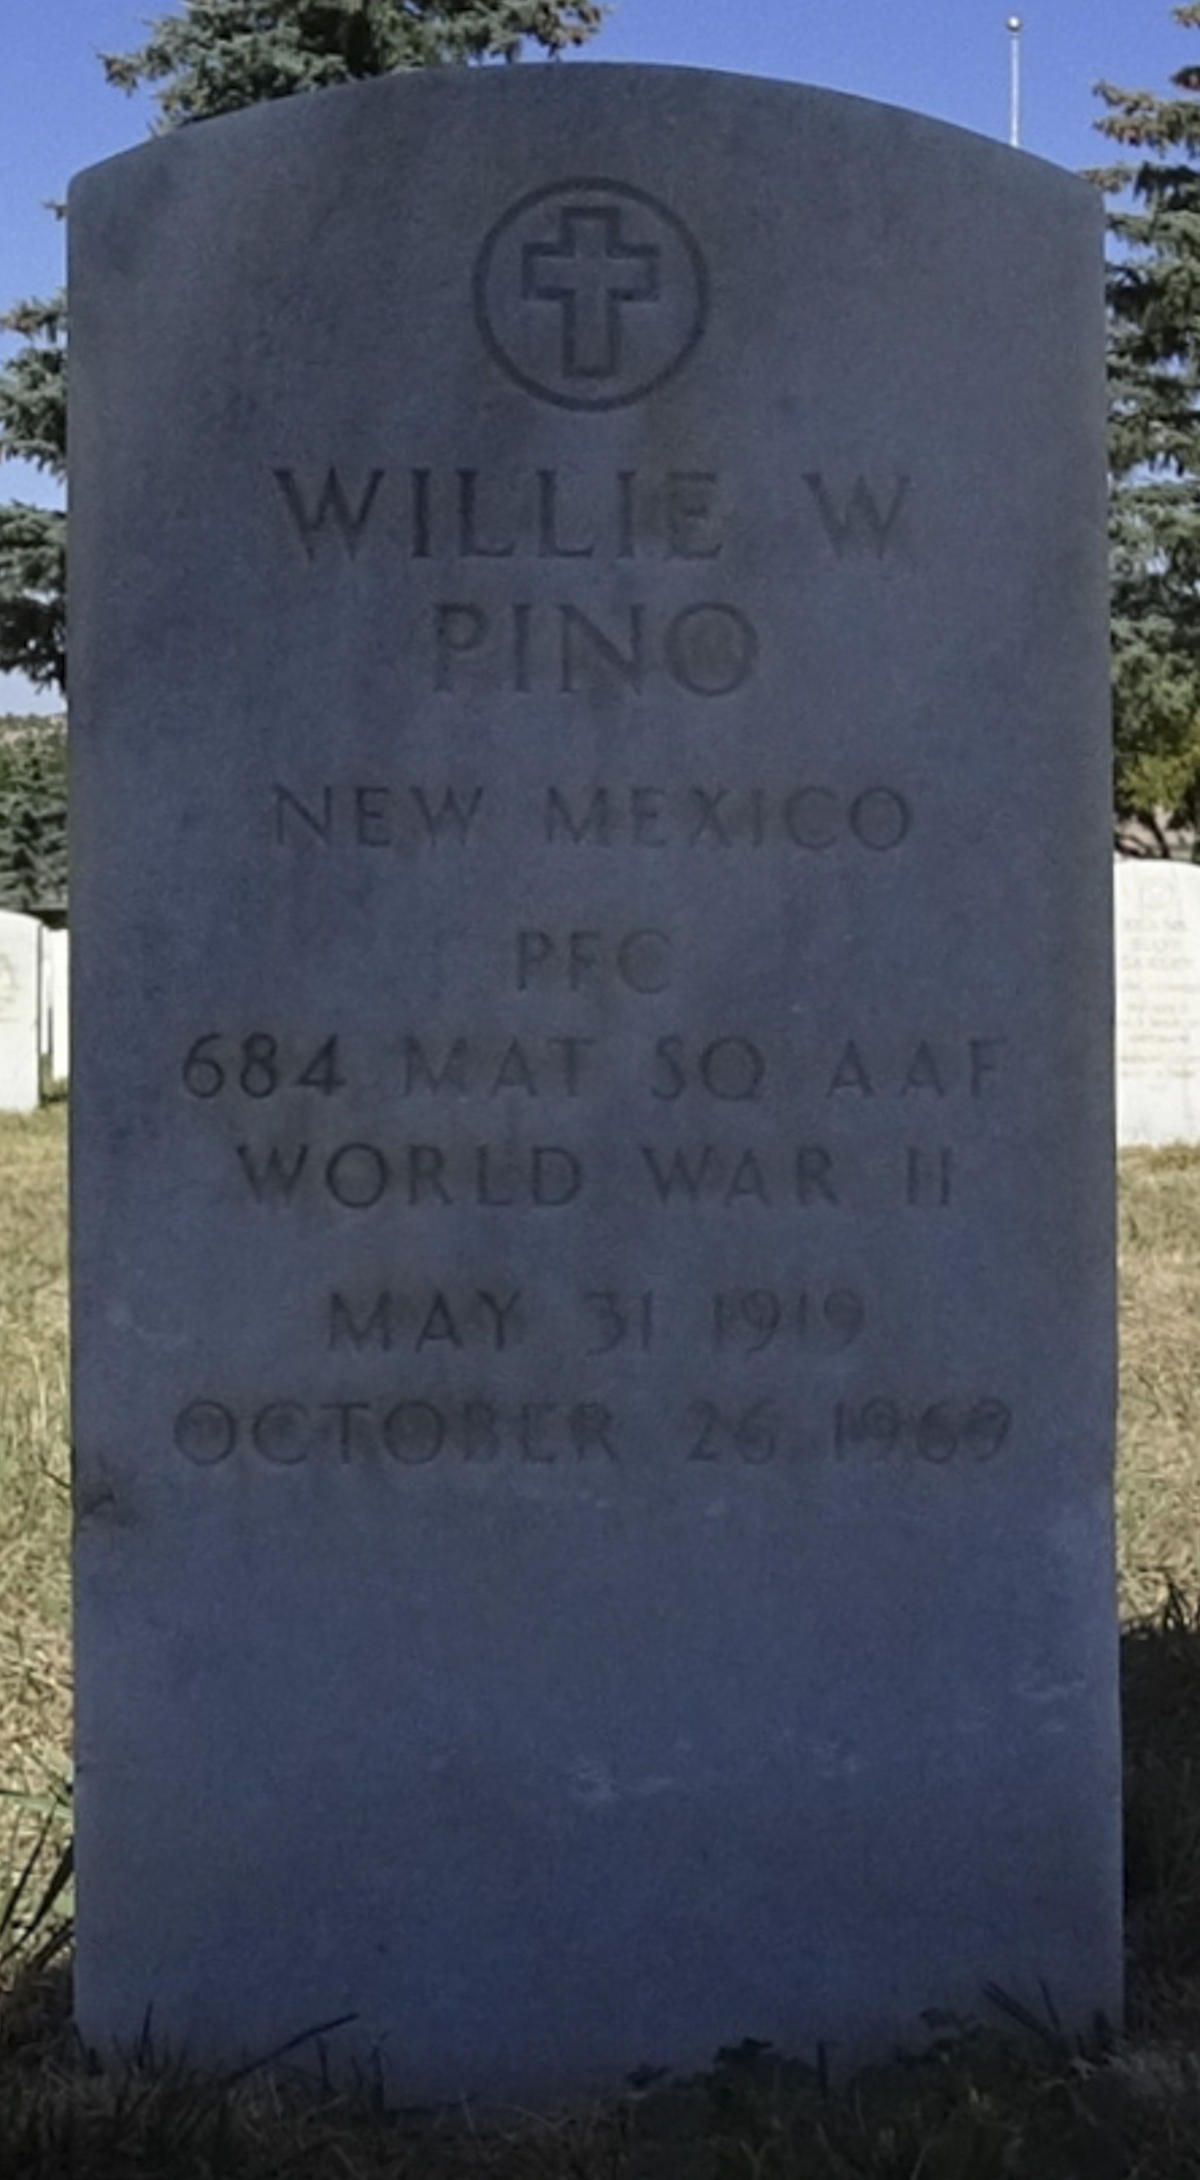 WILLIE W
PINO
NEW MEXICO
PFC
684 MAT SQ AAF
WORLD WAR II
MAY 31 1919
OCTOBER 26 1969